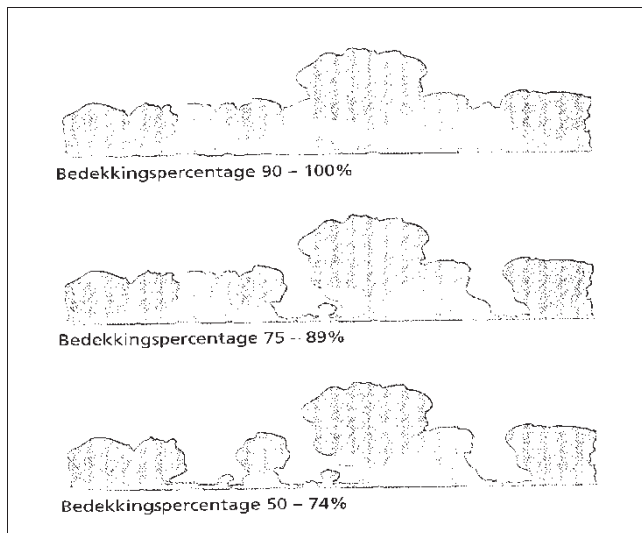 Bedekkingspercentage 90 – 100%
Bedekkingspercentage 75 – 89%
Bedekkingspercentage 50 – 74%